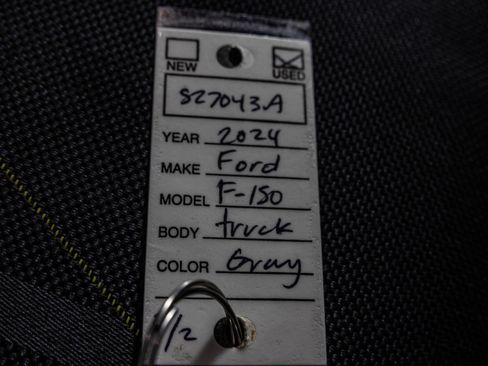 NEW USED
S27043A
YEAR 2024
MAKE Ford
MODEL F-150
BODY truck
COLOR Gray
1/2